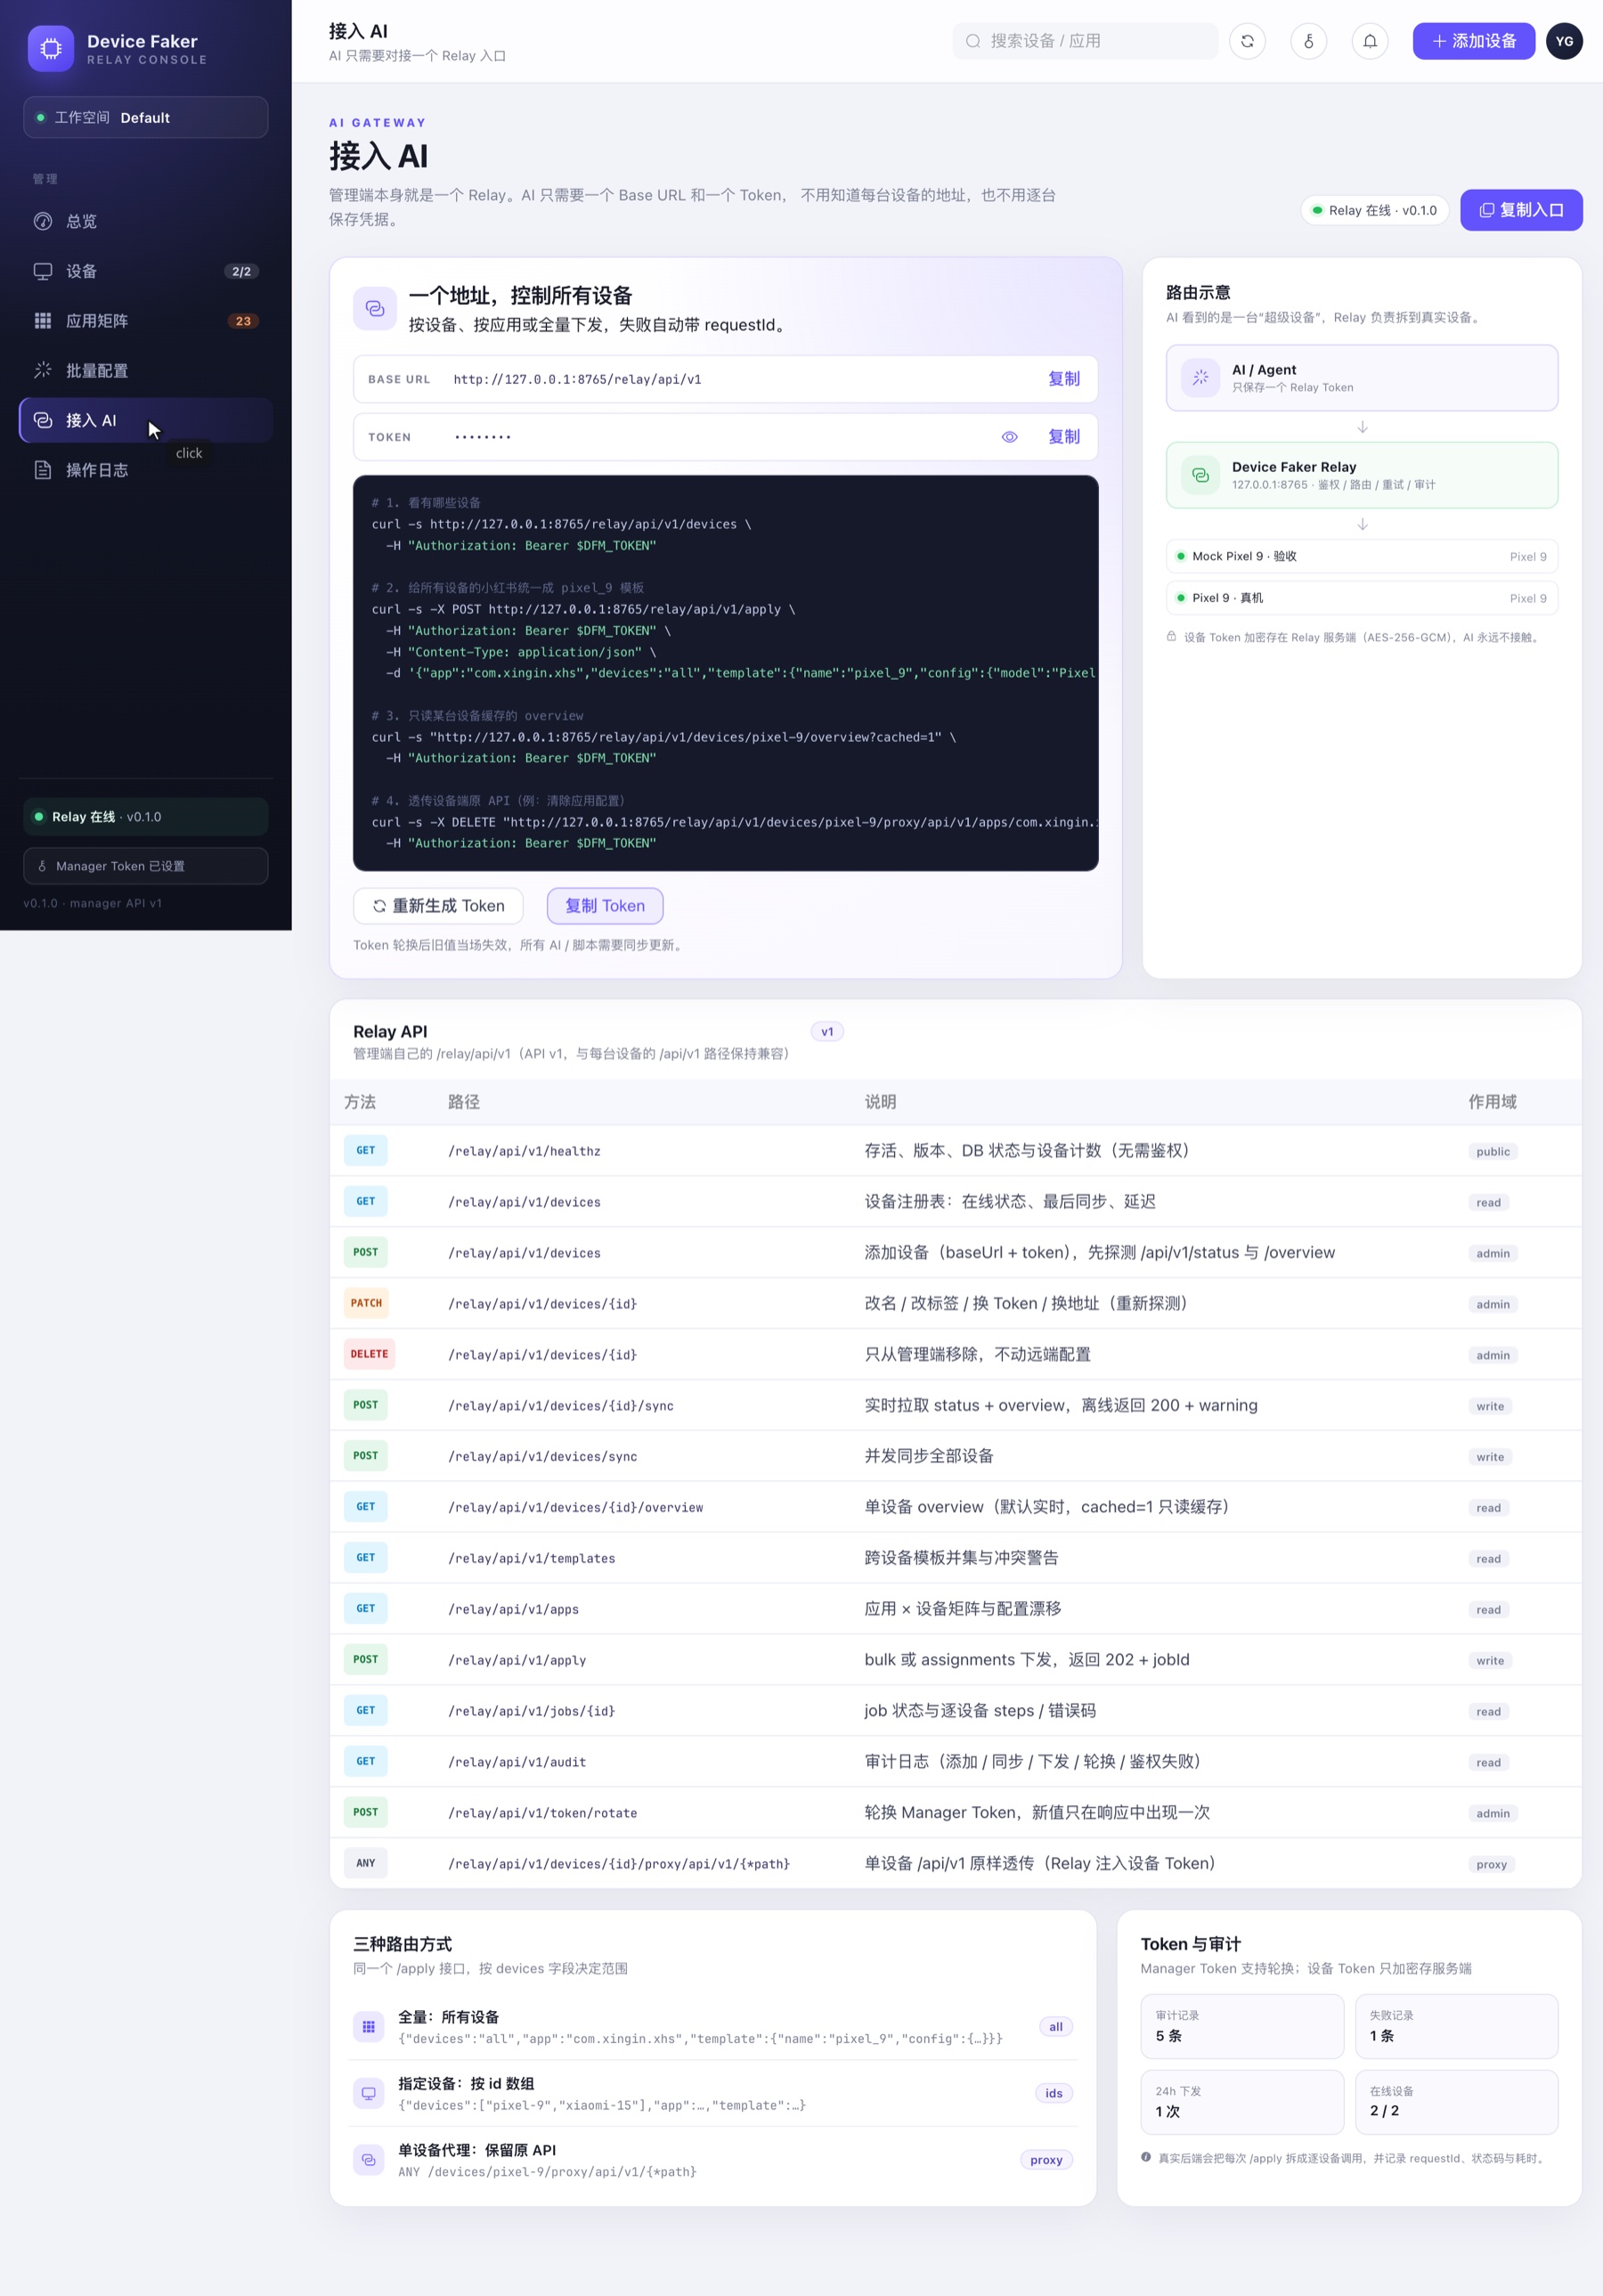 Device Faker
RELAY CONSOLE
工作空间 Default
管理
总览
设备 2/2
应用矩阵 23
批量配置
接入 AI
click
操作日志
Relay 在线 · v0.1.0
Manager Token 已设置
v0.1.0 · manager API v1
接入 AI
AI 只需要对接一个 Relay 入口
搜索设备 / 应用
添加设备
YG
AI GATEWAY
接入 AI
管理端本身就是一个 Relay。AI 只需要一个 Base URL 和一个 Token， 不用知道每台设备的地址，也不用逐台
保存凭据。
Relay 在线 · v0.1.0
复制入口
一个地址，控制所有设备
按设备、按应用或全量下发，失败自动带 requestId。
BASE URL http://127.0.0.1:8765/relay/api/v1 复制
TOKEN ········ 复制
# 1. 看有哪些设备
curl -s http://127.0.0.1:8765/relay/api/v1/devices \
-H "Authorization: Bearer $DFM_TOKEN"
# 2. 给所有设备的小红书统一成 pixel_9 模板
curl -s -X POST http://127.0.0.1:8765/relay/api/v1/apply \
-H "Authorization: Bearer $DFM_TOKEN" \
-H "Content-Type: application/json" \
-d '{"app":"com.xingin.xhs","devices":"all","template":{"name":"pixel_9","config":{"model":"Pixel
# 3. 只读某台设备缓存的 overview
curl -s "http://127.0.0.1:8765/relay/api/v1/devices/pixel-9/overview?cached=1" \
-H "Authorization: Bearer $DFM_TOKEN"
# 4. 透传设备端原 API（例：清除应用配置）
curl -s -X DELETE "http://127.0.0.1:8765/relay/api/v1/devices/pixel-9/proxy/api/v1/apps/com.xingin.
-H "Authorization: Bearer $DFM_TOKEN"
重新生成 Token
复制 Token
Token 轮换后旧值当场失效，所有 AI / 脚本需要同步更新。
路由示意
AI 看到的是一台“超级设备”，Relay 负责拆到真实设备。
AI / Agent
只保存一个 Relay Token
Device Faker Relay
127.0.0.1:8765 · 鉴权 / 路由 / 重试 / 审计
Mock Pixel 9 · 验收 Pixel 9
Pixel 9 · 真机 Pixel 9
设备 Token 加密存在 Relay 服务端（AES-256-GCM），AI 永远不接触。
Relay API v1
管理端自己的 /relay/api/v1（API v1，与每台设备的 /api/v1 路径保持兼容）
方法 路径 说明 作用域
GET /relay/api/v1/healthz 存活、版本、DB 状态与设备计数（无需鉴权） public
GET /relay/api/v1/devices 设备注册表：在线状态、最后同步、延迟 read
POST /relay/api/v1/devices 添加设备（baseUrl + token），先探测 /api/v1/status 与 /overview admin
PATCH /relay/api/v1/devices/{id} 改名 / 改标签 / 换 Token / 换地址（重新探测） admin
DELETE /relay/api/v1/devices/{id} 只从管理端移除，不动远端配置 admin
POST /relay/api/v1/devices/{id}/sync 实时拉取 status + overview，离线返回 200 + warning write
POST /relay/api/v1/devices/sync 并发同步全部设备 write
GET /relay/api/v1/devices/{id}/overview 单设备 overview（默认实时，cached=1 只读缓存） read
GET /relay/api/v1/templates 跨设备模板并集与冲突警告 read
GET /relay/api/v1/apps 应用 × 设备矩阵与配置漂移 read
POST /relay/api/v1/apply bulk 或 assignments 下发，返回 202 + jobId write
GET /relay/api/v1/jobs/{id} job 状态与逐设备 steps / 错误码 read
GET /relay/api/v1/audit 审计日志（添加 / 同步 / 下发 / 轮换 / 鉴权失败） read
POST /relay/api/v1/token/rotate 轮换 Manager Token，新值只在响应中出现一次 admin
ANY /relay/api/v1/devices/{id}/proxy/api/v1/{*path} 单设备 /api/v1 原样透传（Relay 注入设备 Token） proxy
三种路由方式
同一个 /apply 接口，按 devices 字段决定范围
全量：所有设备
{"devices":"all","app":"com.xingin.xhs","template":{"name":"pixel_9","config":{…}}}
all
指定设备：按 id 数组
{"devices":["pixel-9","xiaomi-15"],"app":…,"template":…}
ids
单设备代理：保留原 API
ANY /devices/pixel-9/proxy/api/v1/{*path}
proxy
Token 与审计
Manager Token 支持轮换；设备 Token 只加密存服务端
审计记录
5 条
失败记录
1 条
24h 下发
1 次
在线设备
2 / 2
真实后端会把每次 /apply 拆成逐设备调用，并记录 requestId、状态码与耗时。